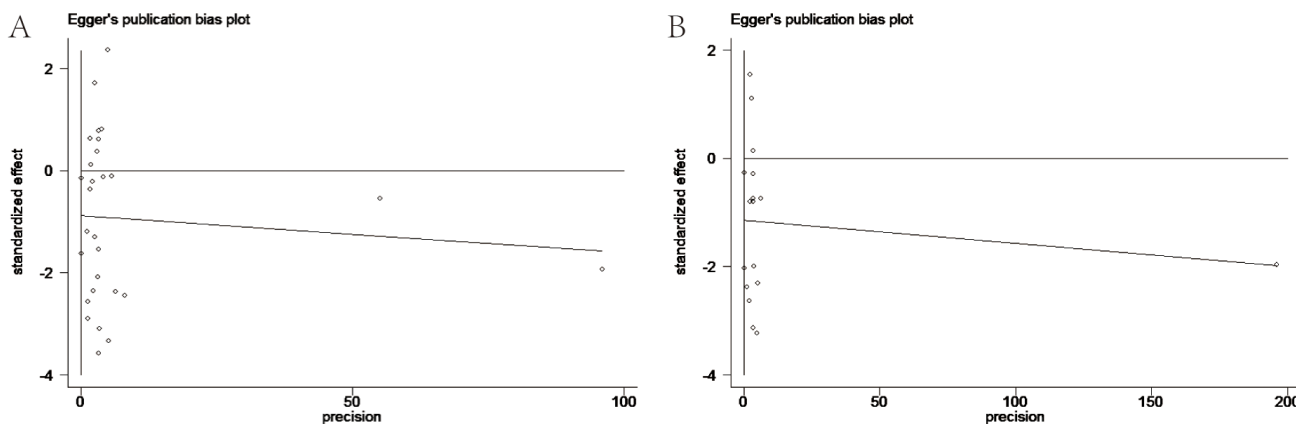 A
Egger's publication bias plot
2
0
-2
-4
standardized effect
0
50
100
precision
B
Egger's publication bias plot
2
0
-2
-4
standardized effect
0
50
100
150
200
precision